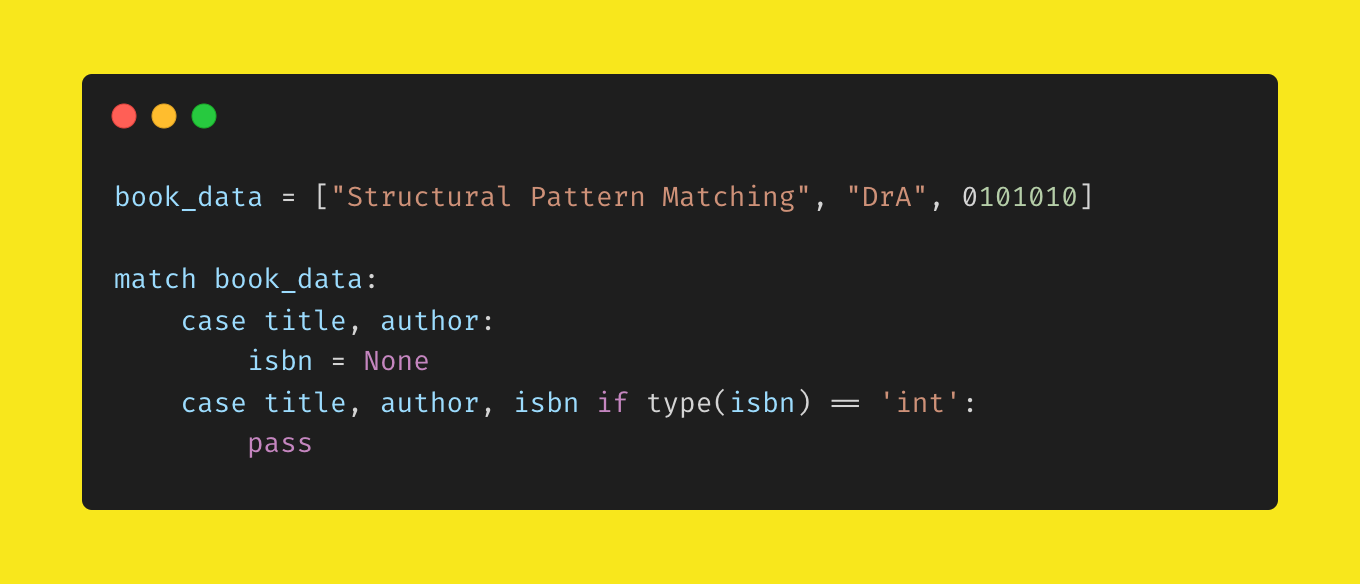 book_data = ["Structural Pattern Matching", "DrA", 0101010]
match book_data:
    case title, author:
        isbn = None
    case title, author, isbn if type(isbn) == 'int':
        pass